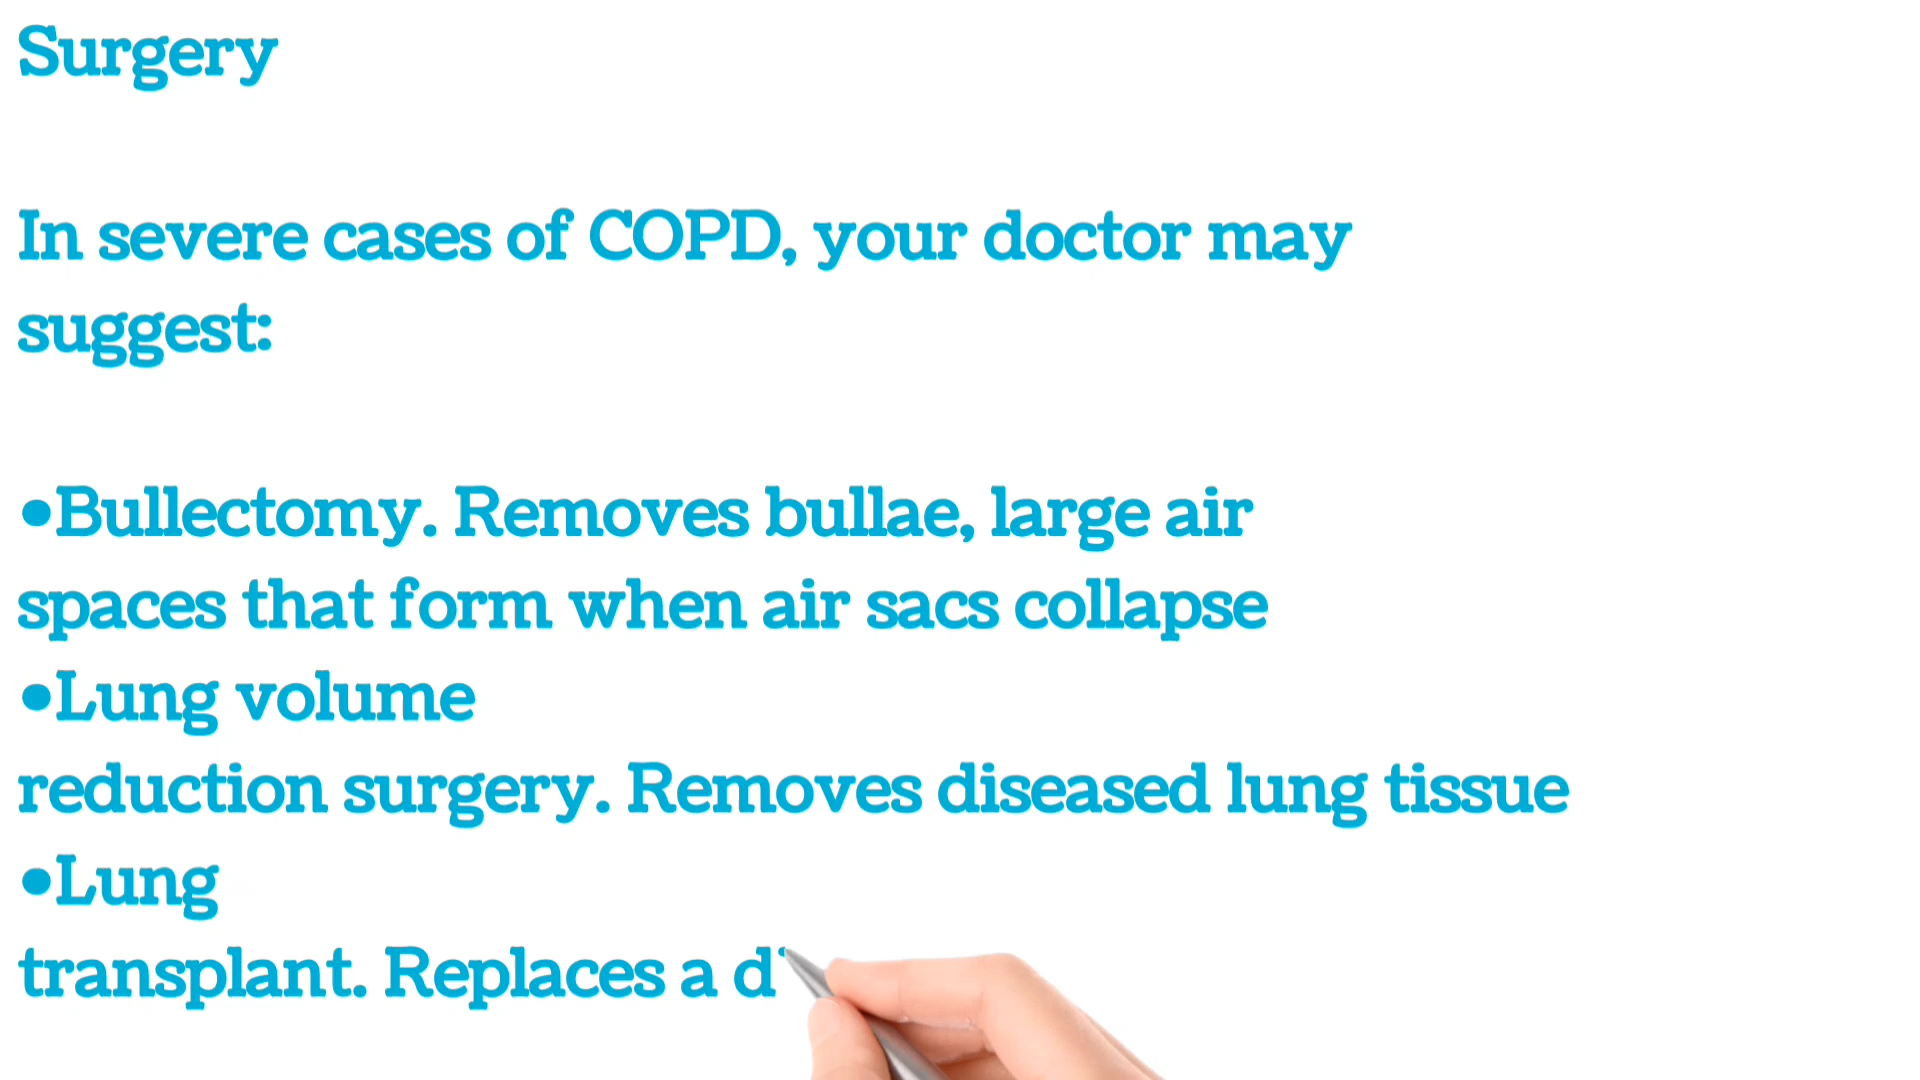 Surgery
In severe cases of COPD, your doctor may
suggest:
•Bullectomy. Removes bullae, large air
spaces that form when air sacs collapse
•Lung volume
reduction surgery. Removes diseased lung tissue
•Lung
transplant. Replaces a d